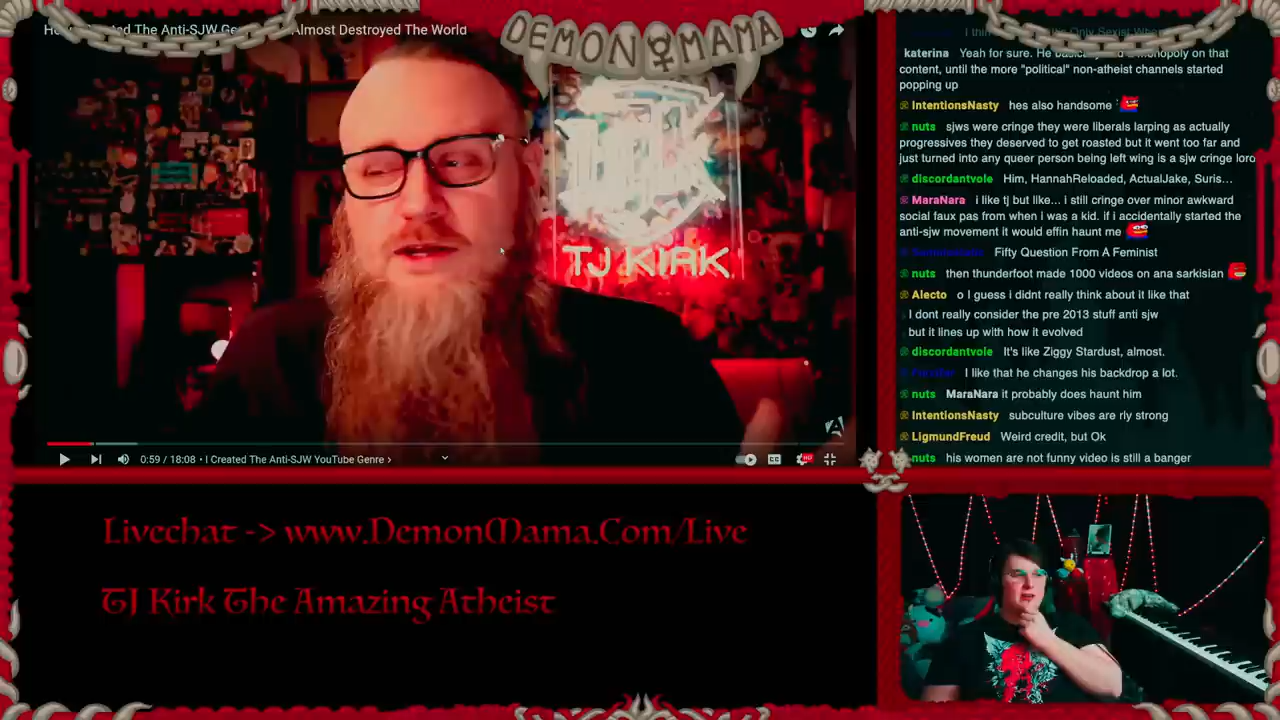 Ho
ted The Anti-SJW Ge
Almost Destroyed The World
DEMON MAMA
TJ KIRK
0:59 / 18:08 • I Created The Anti-SJW YouTube Genre ›
CC
HD
Livechat -> www.DemonMama.Com/Live
TJ Kirk The Amazing Atheist
katerina Yeah for sure. He
nopoly on that
content, until the more "political" non-atheist channels started
popping up
IntentionsNasty hes also handsome
nuts sjws were cringe they were liberals larping as actually
progressives they deserved to get roasted but it went too far and
just turned into any queer person being left wing is a sjw cringe lord
discordantvole Him, HannahReloaded, ActualJake, Suris...
MaraNara i like tj but like... i still cringe over minor awkward
social faux pas from when i was a kid. if i accidentally started the
anti-sjw movement it would effin haunt me
Fifty Question From A Feminist
nuts then thunderfoot made 1000 videos on ana sarkisian
Alecto o I guess i didnt really think about it like that
I dont really consider the pre 2013 stuff anti sjw
but it lines up with how it evolved
discordantvole It's like Ziggy Stardust, almost.
I like that he changes his backdrop a lot.
nuts MaraNara it probably does haunt him
IntentionsNasty subculture vibes are rly strong
LigmundFreud Weird credit, but Ok
nuts his women are not funny video is still a banger